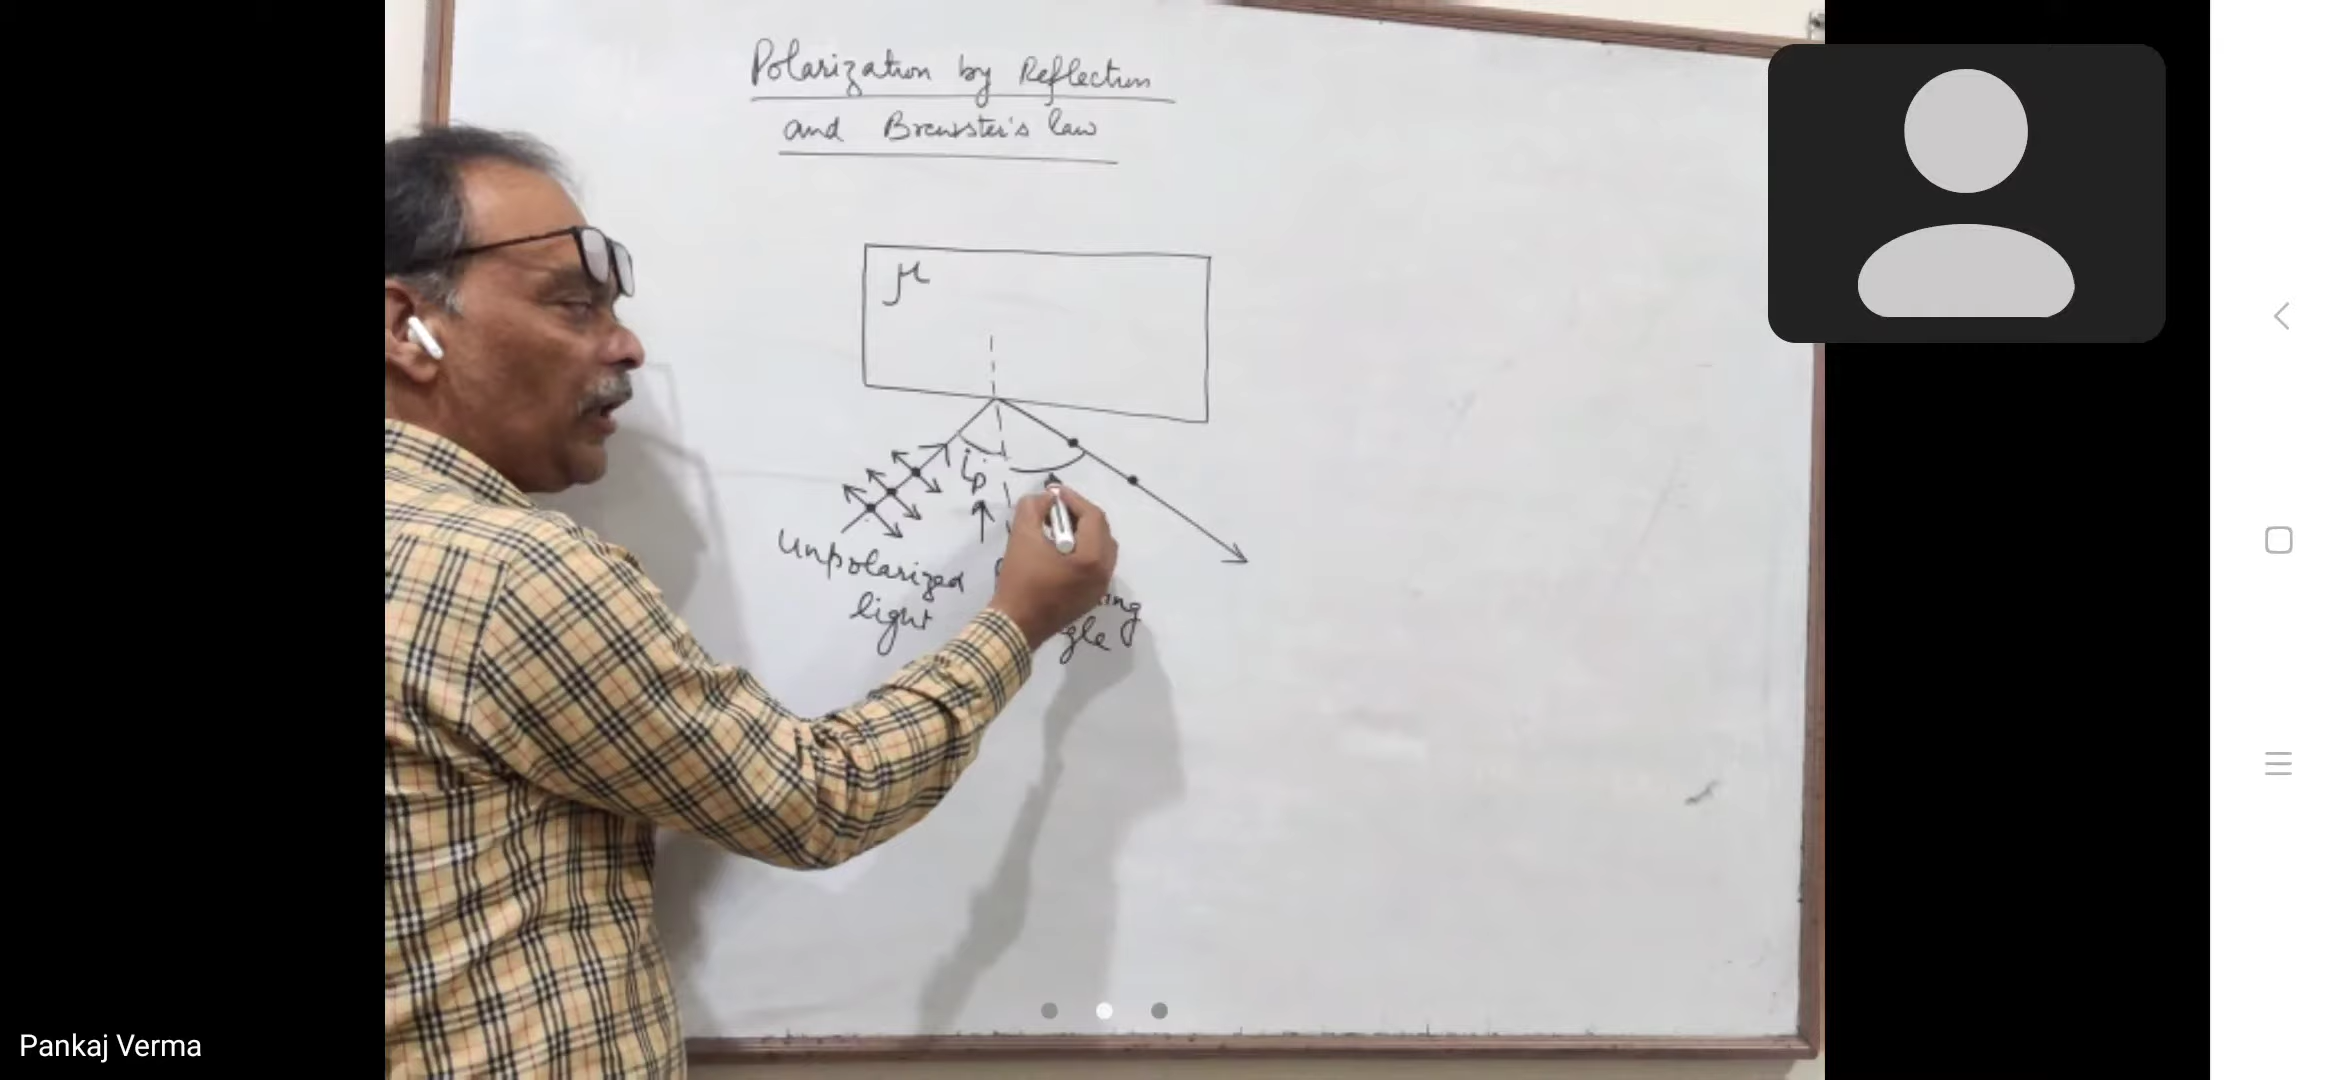 Polarization by Reflection
and Brewster's law
μ
ip
Unpolarized
light
Pankaj Verma